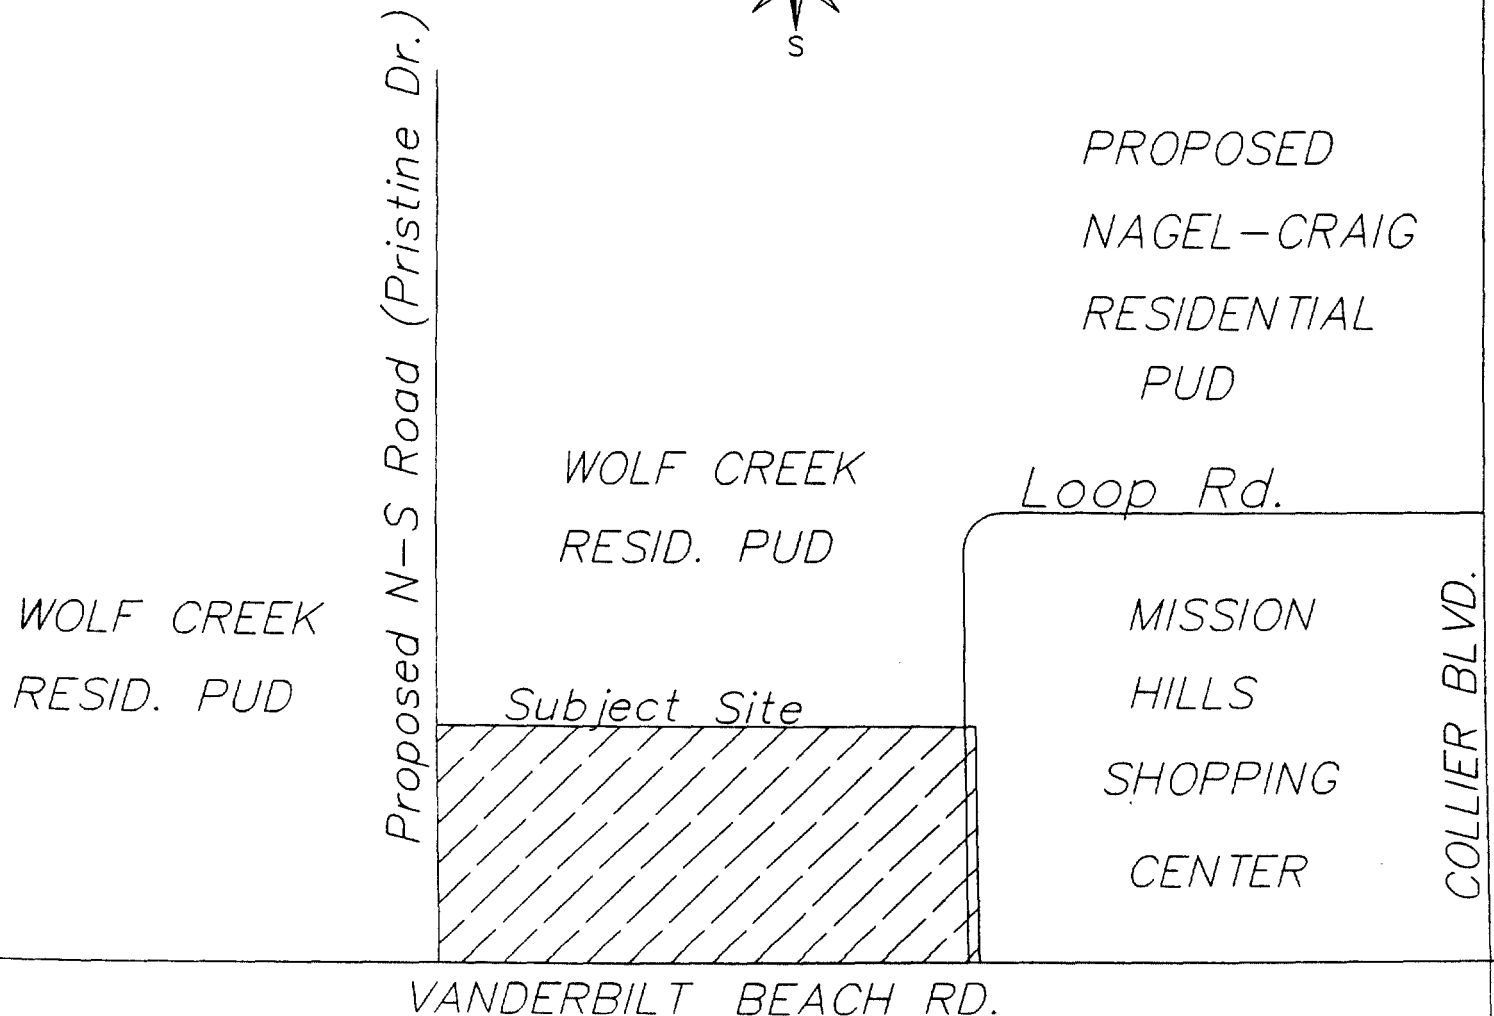 S
Proposed N-S Road (Pristine Dr.)
PROPOSED
NAGEL-CRAIG
RESIDENTIAL
PUD
WOLF CREEK
RESID. PUD
Loop Rd.
WOLF CREEK
RESID. PUD
MISSION
HILLS
SHOPPING
CENTER
COLLIER BLVD.
Subject Site
VANDERBILT BEACH RD.